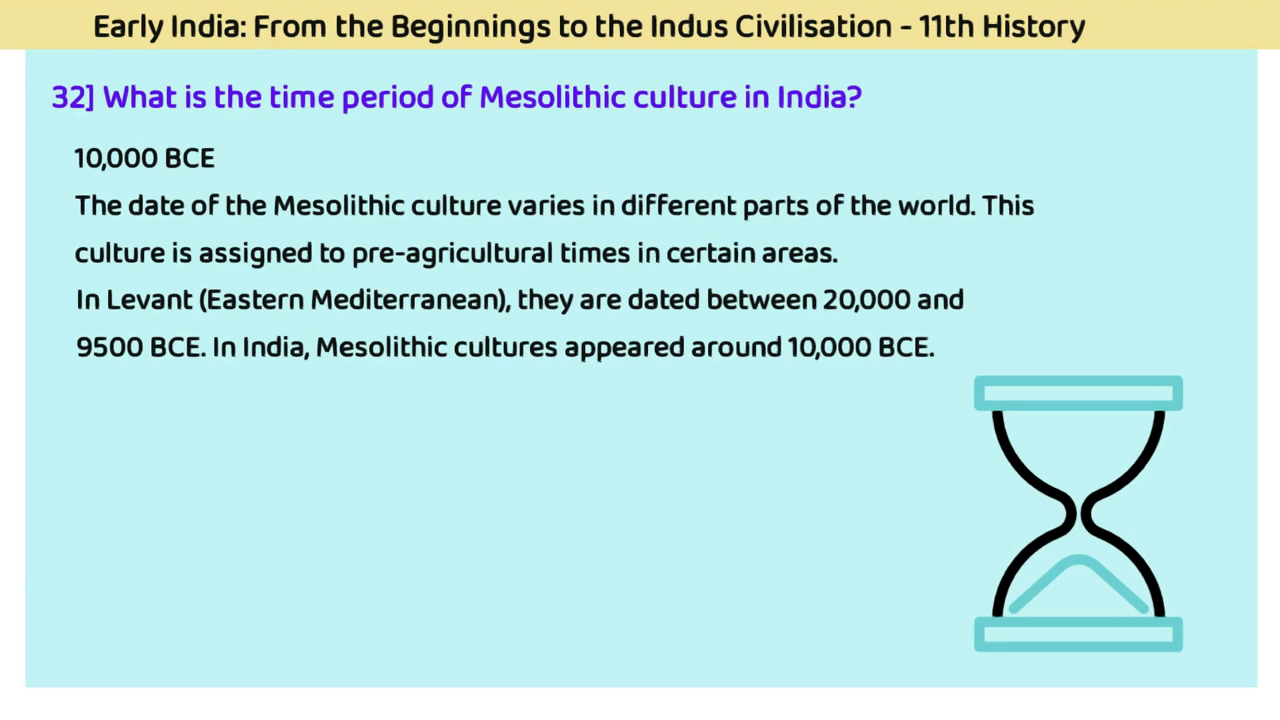 Early India: From the Beginnings to the Indus Civilisation - 11th History
32] What is the time period of Mesolithic culture in India?
10,000 BCE
The date of the Mesolithic culture varies in different parts of the world. This
culture is assigned to pre-agricultural times in certain areas.
In Levant (Eastern Mediterranean), they are dated between 20,000 and
9500 BCE. In India, Mesolithic cultures appeared around 10,000 BCE.